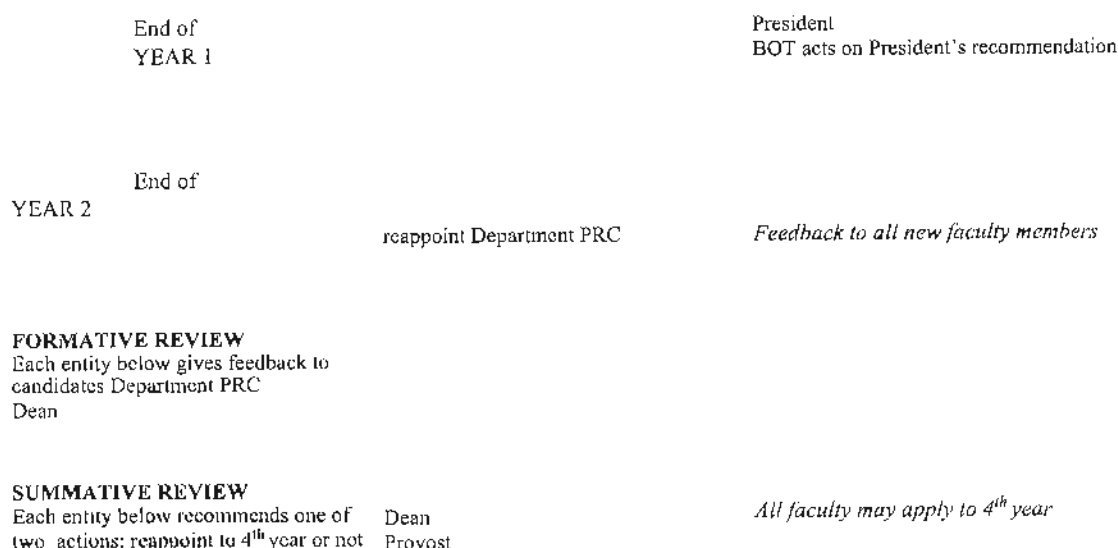 End of
YEAR 1
President
BOT acts on President's recommendation
End of
YEAR 2
reappoint Department PRC
Feedback to all new faculty members
FORMATIVE REVIEW
Each entity below gives feedback to
candidates Department PRC
Dean
SUMMATIVE REVIEW
Each entity below recommends one of
two actions: reappoint to 4th year or not
Dean
Provost
All faculty may apply to 4th year